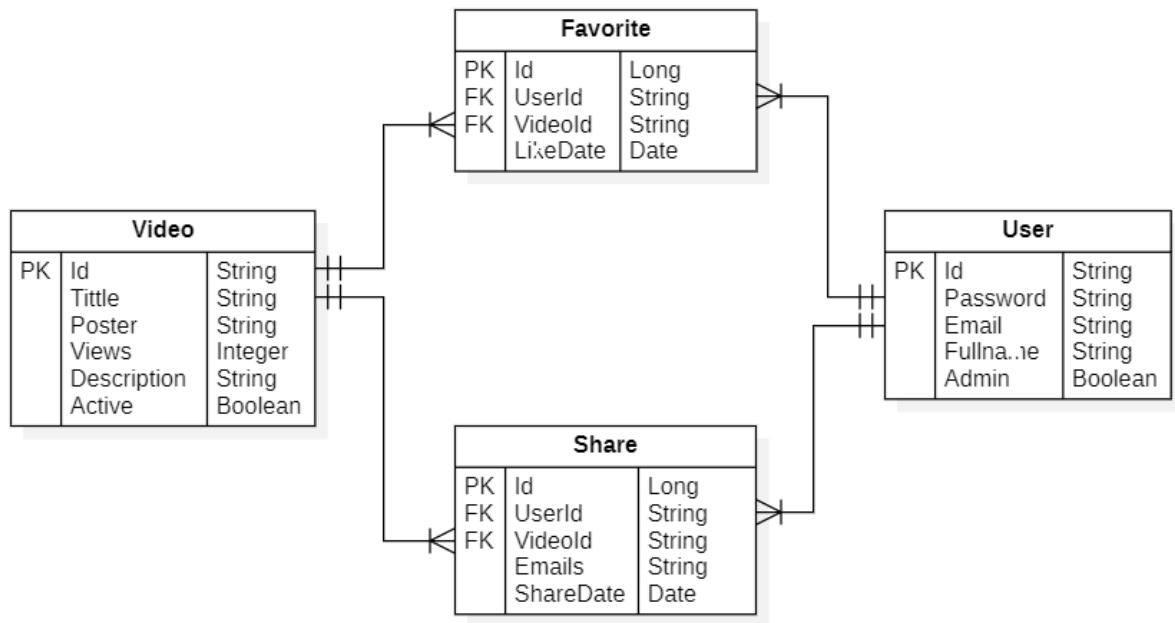 Favorite
PK Id Long
FK UserId String
FK VideoId String
LikeDate Date
Video
PK Id String
Tittle String
Poster String
Views Integer
Description String
Active Boolean
User
PK Id String
Password String
Email String
Fullname String
Admin Boolean
Share
PK Id Long
FK UserId String
FK VideoId String
Emails String
ShareDate Date